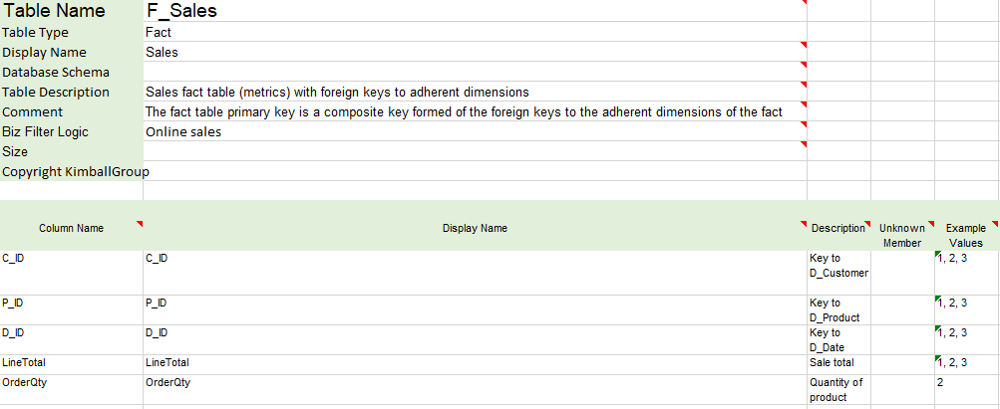 Table Name F_Sales
Table Type Fact
Display Name Sales
Database Schema
Table Description Sales fact table (metrics) with foreign keys to adherent dimensions
Comment The fact table primary key is a composite key formed of the foreign keys to the adherent dimensions of the fact
Biz Filter Logic Online sales
Size
Copyright KimballGroup
Column Name Display Name Description Unknown Example
Member Values
C_ID C_ID Key to 1, 2, 3
D_Customer
P_ID P_ID Key to 1, 2, 3
D_Product
D_ID D_ID Key to 1, 2, 3
D_Date
LineTotal LineTotal Sale total 1, 2, 3
OrderQty OrderQty Quantity of 2
product